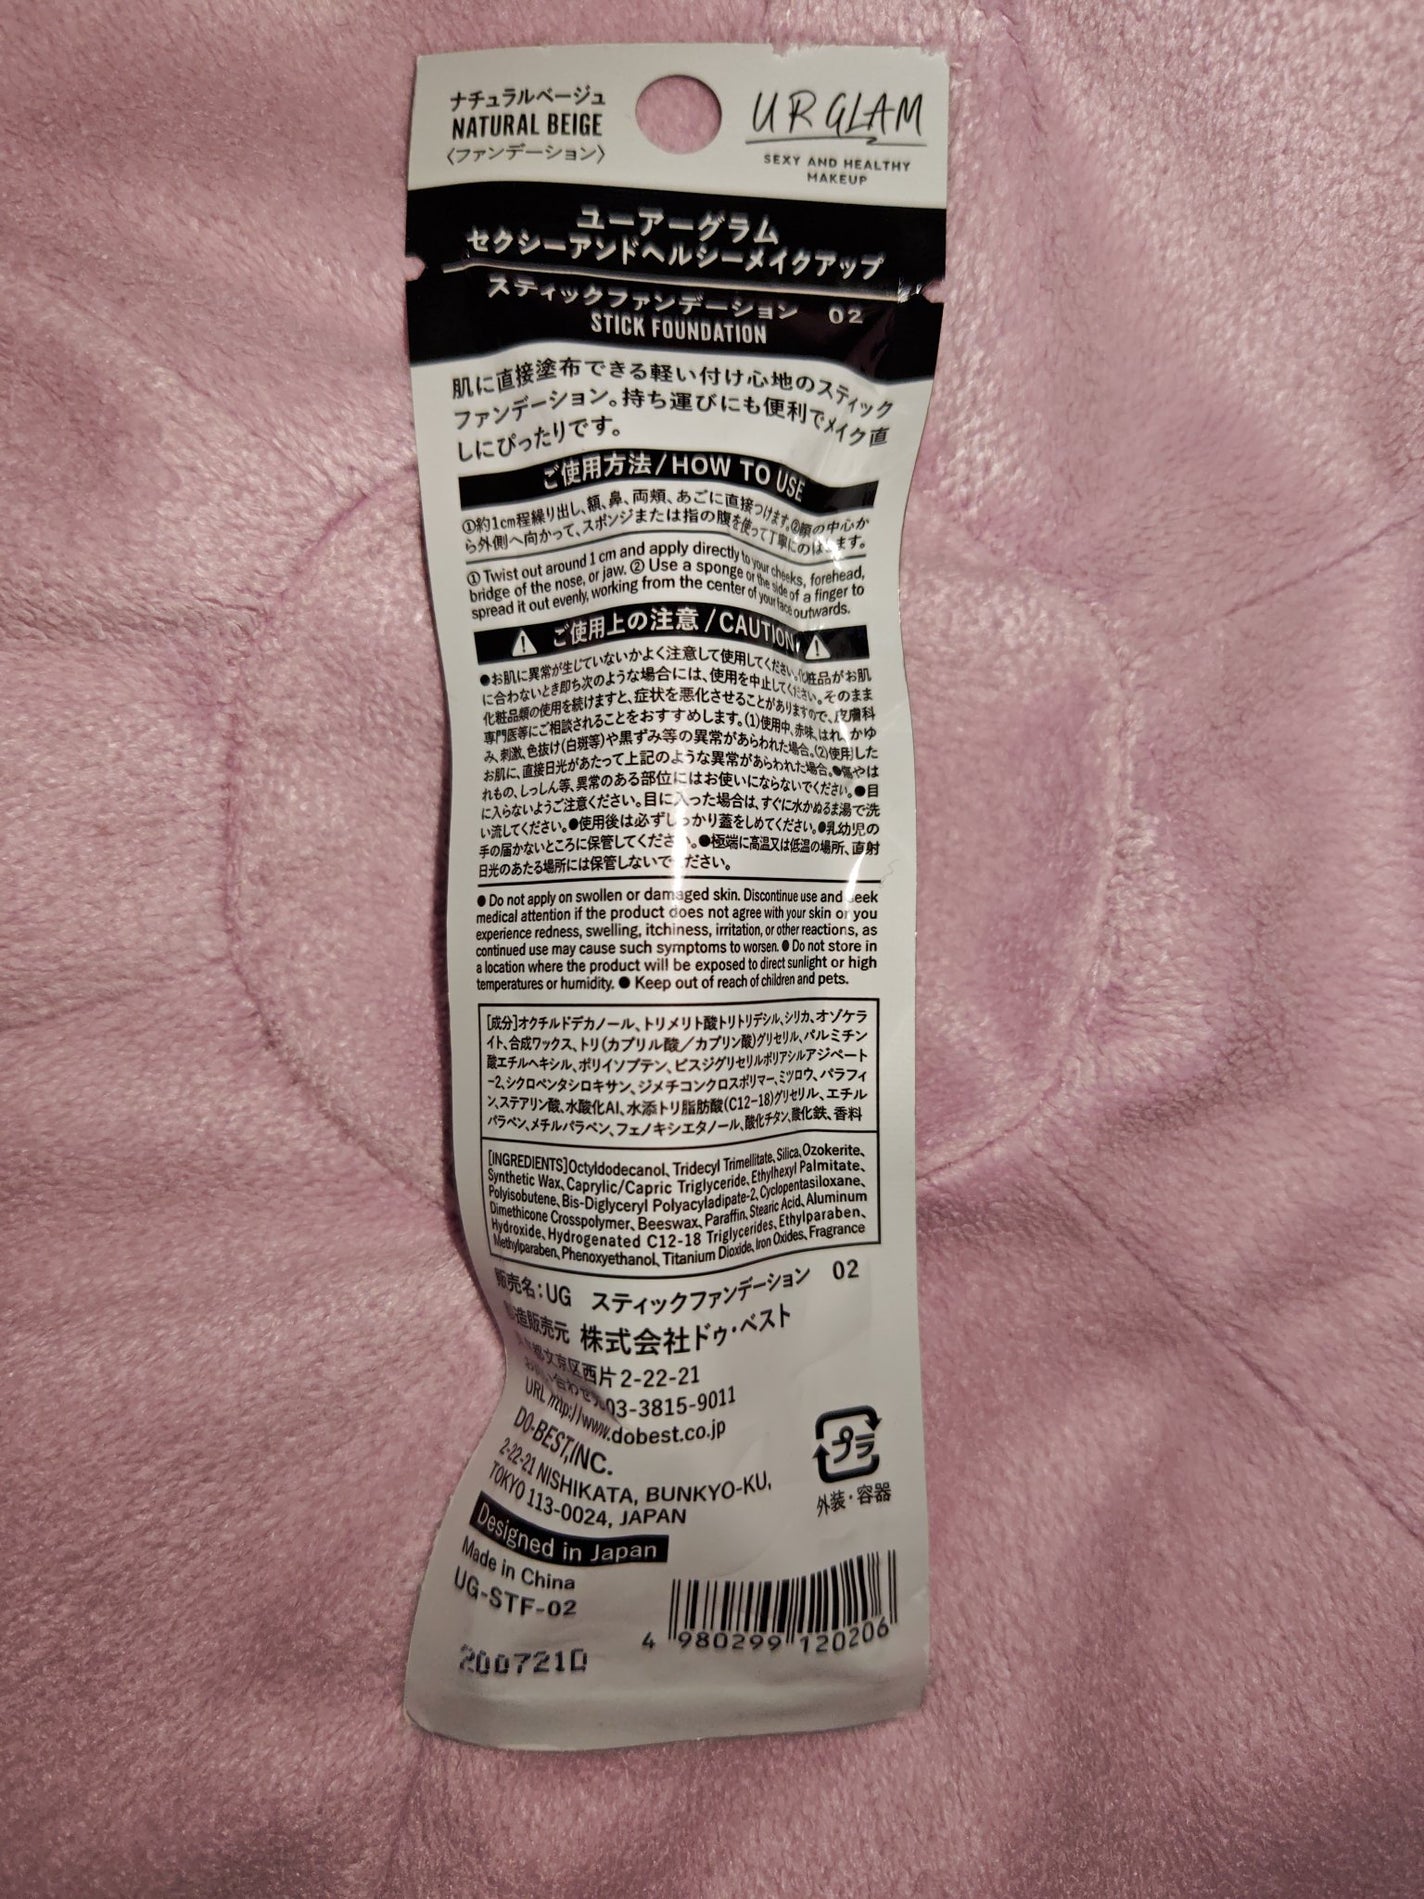 ナチュラルベージュ
NATURAL BEIGE
〈ファンデーション〉
UR GLAM
SEXY AND HEALTHY
MAKEUP
ユーアーグラム
セクシーアンドヘルシーメイクアップ
スティックファンデーション 02
STICK FOUNDATION
肌に直接塗布できる軽い付け心地のスティック
ファンデーション。持ち運びにも便利でメイク直
しにぴったりです。
ご使用方法/HOW TO USE
①約1cm程繰り出し、額、鼻、両頬、あごに直接つけます。②顔の中心か
ら外側へ向かって、スポンジまたは指の腹を使って丁寧にのばします。
① Twist out around 1 cm and apply directly to your cheeks, forehead,
bridge of the nose, or jaw. ② Use a sponge or the side of a finger to
spread it out evenly, working from the center of your face outwards.
ご使用上の注意/CAUTION
●お肌に異常が生じていないかよく注意して使用してください。化粧品がお肌
に合わないとき即ち次のような場合には、使用を中止してください。そのまま
化粧品類の使用を続けますと、症状を悪化させることがありますので、皮膚科
専門医等にご相談されることをおすすめします。(1)使用中、赤味、はれ、かゆ
み、刺激、色抜け(白斑等)や黒ずみ等の異常があらわれた場合。(2)使用した
お肌に、直接日光があたって上記のような異常があらわれた場合。●傷やは
れもの、しっしん等、異常のある部位にはお使いにならないでください。●目
に入らないようご注意ください。目に入った場合は、すぐに水かぬるま湯で洗
い流してください。●使用後は必ずしっかり蓋をしめてください。●乳幼児の
手の届かないところに保管してください。●極端に高温又は低温の場所、直射
日光のあたる場所には保管しないでください。
● Do not apply on swollen or damaged skin. Discontinue use and seek
medical attention if the product does not agree with your skin or you
experience redness, swelling, itchiness, irritation, or other reactions, as
continued use may cause such symptoms to worsen. ● Do not store in
a location where the product will be exposed to direct sunlight or high
temperatures or humidity. ● Keep out of reach of children and pets.
[成分]オクチルドデカノール、トリメリト酸トリトリデシル、シリカ、オゾケラ
イト、合成ワックス、トリ(カプリル酸/カプリン酸)グリセリル、パルミチン
酸エチルヘキシル、ポリイソブテン、ビスジグリセリルポリアシルアジペート
-2、シクロペンタシロキサン、ジメチコンクロスポリマー、ミツロウ、パラフィ
ン、ステアリン酸、水酸化Al、水添トリ脂肪酸(C12-18)グリセリル、エチル
パラベン、メチルパラベン、フェノキシエタノール、酸化チタン、酸化鉄、香料
[INGREDIENTS]Octyldodecanol、Tridecyl Trimellitate、Silica、Ozokerite、
Synthetic Wax、Caprylic/Capric Triglyceride、Ethylhexyl Palmitate、
Polyisobutene、Bis-Diglyceryl Polyacyladipate-2、Cyclopentasiloxane、
Dimethicone Crosspolymer、Beeswax、Paraffin、Stearic Acid、Aluminum
Hydroxide、Hydrogenated C12-18 Triglycerides、Ethylparaben、
Methylparaben、Phenoxyethanol、Titanium Dioxide、Iron Oxides、Fragrance
販売名:UG スティックファンデーション 02
製造販売元 株式会社ドゥ・ベスト
都文京区西片2-22-21
合わせ 03-3815-9011
URL http://www.dobest.co.jp
DO-BEST,INC.
2-22-21 NISHIKATA, BUNKYO-KU,
TOKYO 113-0024, JAPAN
プラ
外装・容器
Designed in Japan
Made in China
UG-STF-02
200721D
4 980299 120206